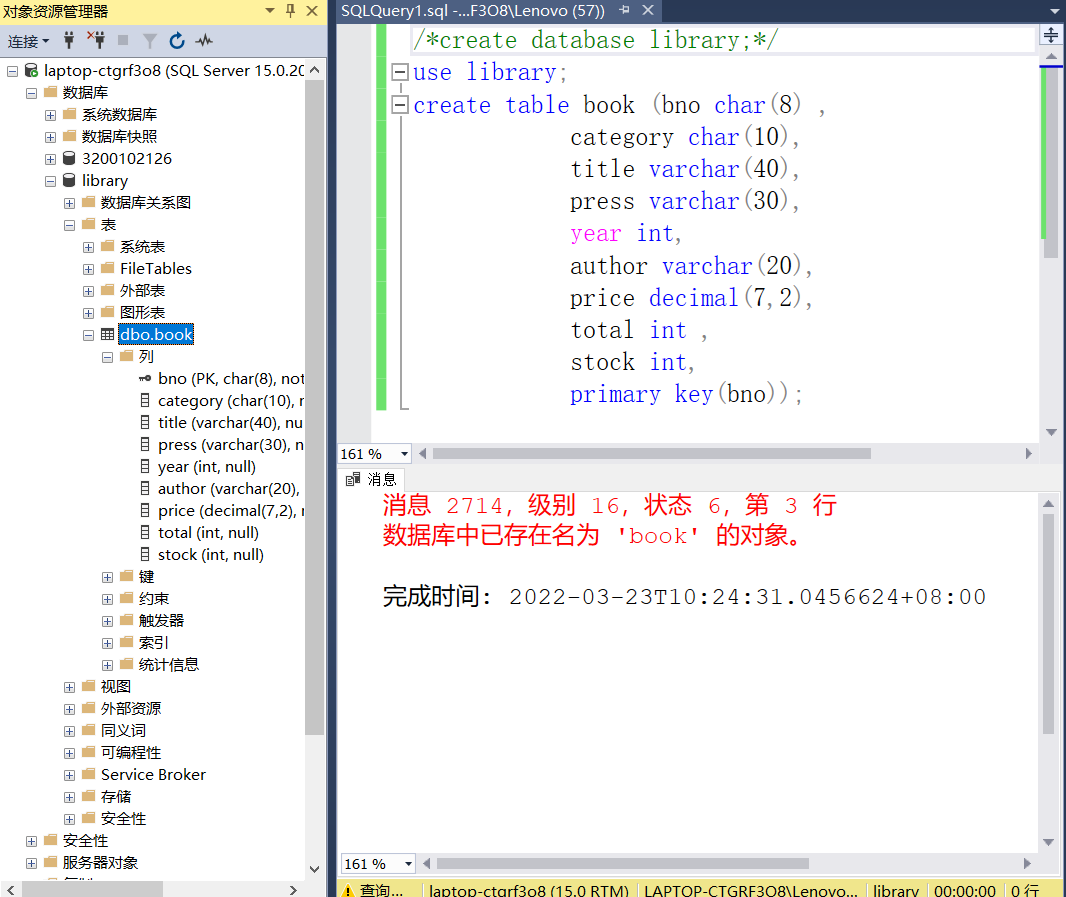 对象资源管理器
连接
laptop-ctgrf3o8 (SQL Server 15.0.20
数据库
系统数据库
数据库快照
3200102126
library
数据库关系图
表
系统表
FileTables
外部表
图形表
dbo.book
列
bno (PK, char(8), not
category (char(10), n
title (varchar(40), nu
press (varchar(30), n
year (int, null)
author (varchar(20),
price (decimal(7,2), n
total (int, null)
stock (int, null)
键
约束
触发器
索引
统计信息
视图
外部资源
同义词
可编程性
Service Broker
存储
安全性
安全性
服务器对象
SQLQuery1.sql -...F3O8\Lenovo (57))
/*create database library;*/
use library;
create table book (bno char(8) ,
category char(10),
title varchar(40),
press varchar(30),
year int,
author varchar(20),
price decimal(7,2),
total int ,
stock int,
primary key(bno));
161 %
消息
消息 2714，级别 16，状态 6，第 3 行
数据库中已存在名为 'book' 的对象。
完成时间: 2022-03-23T10:24:31.0456624+08:00
161 %
查询... laptop-ctgrf3o8 (15.0 RTM) LAPTOP-CTGRF3O8\Lenovo... library 00:00:00 0 行